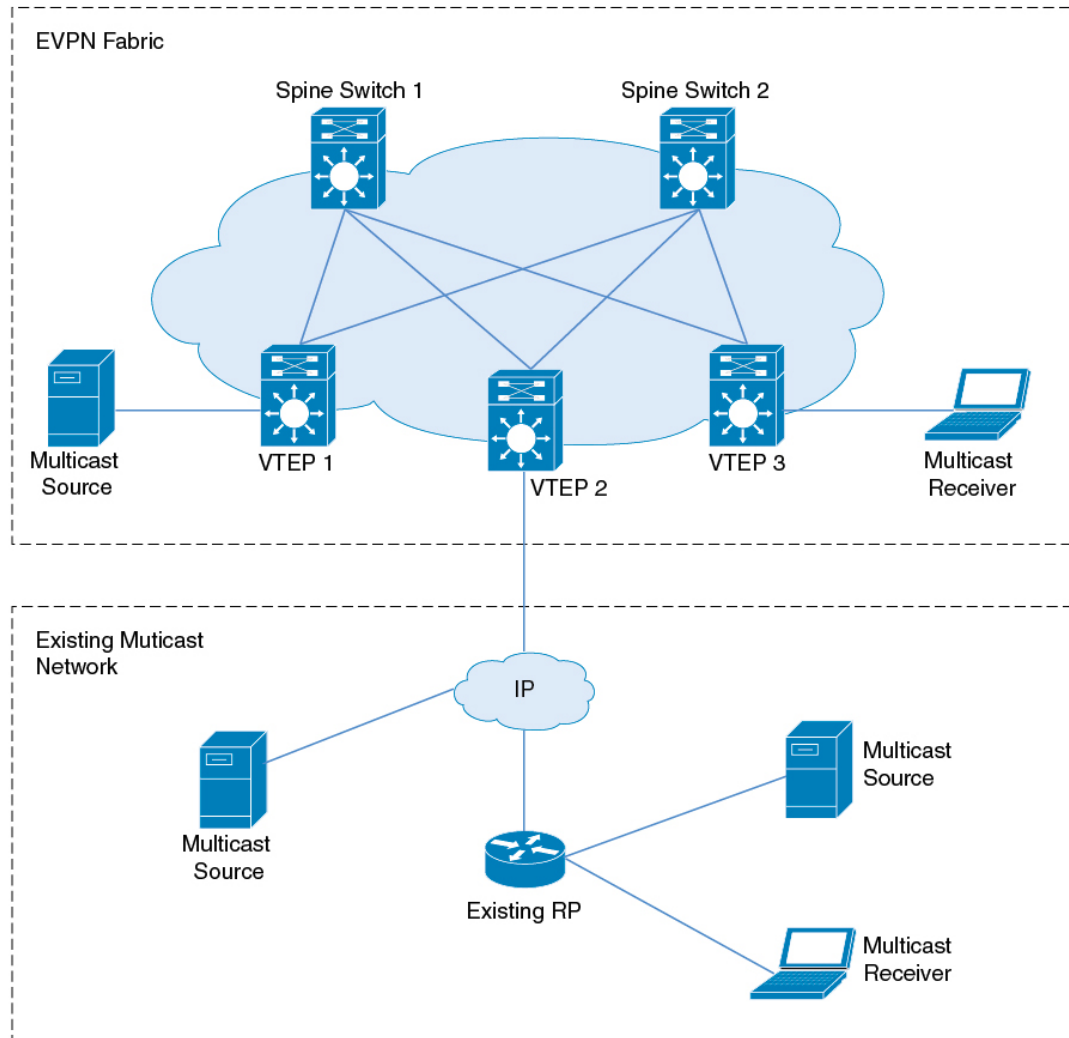 EVPN Fabric
Spine Switch 1
Spine Switch 2
Multicast
Source
VTEP 1
VTEP 2
VTEP 3
Multicast
Receiver
Existing Muticast
Network
IP
Multicast
Source
Multicast
Source
Existing RP
Multicast
Receiver